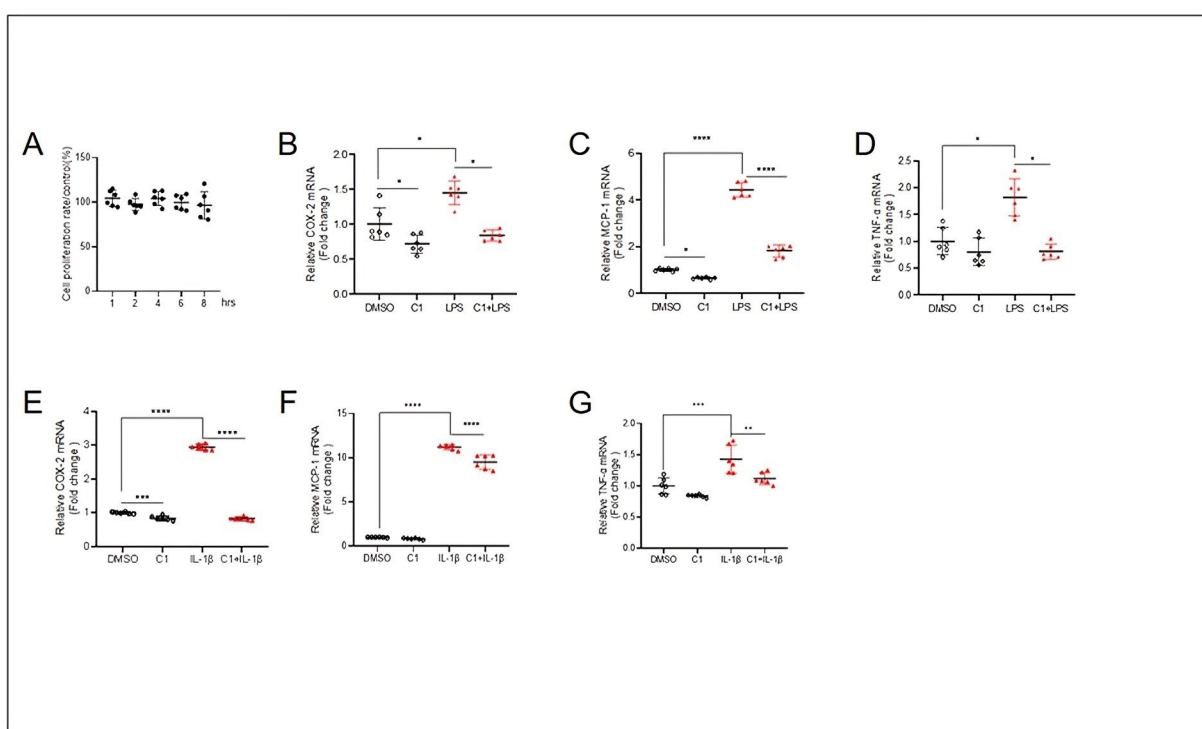 A
Cell proliferation rate/control(%)
150
100
50
0
1 2 4 6 8 hrs
B
Relative COX-2 mRNA
(Fold change )
2.0
1.5
1.0
0.5
0.0
*
*
*
DMSO C1 LPS C1+LPS
C
Relative MCP-1 mRNA
(Fold change )
6
4
2
0
****
****
*
DMSO C1 LPS C1+LPS
D
Relative TNF-α mRNA
(Fold change )
2.5
2.0
1.5
1.0
0.5
0.0
*
*
DMSO C1 LPS C1+LPS
E
Relative COX-2 mRNA
(Fold change )
4
3
2
1
0
****
****
***
DMSO C1 IL-1β C1+IL-1β
F
Relative MCP-1 mRNA
(Fold change )
15
10
5
0
****
****
DMSO C1 IL-1β C1+IL-1β
G
Relative TNF-α mRNA
(Fold change )
2.0
1.5
1.0
0.5
0.0
***
**
DMSO C1 IL-1β C1+IL-1β